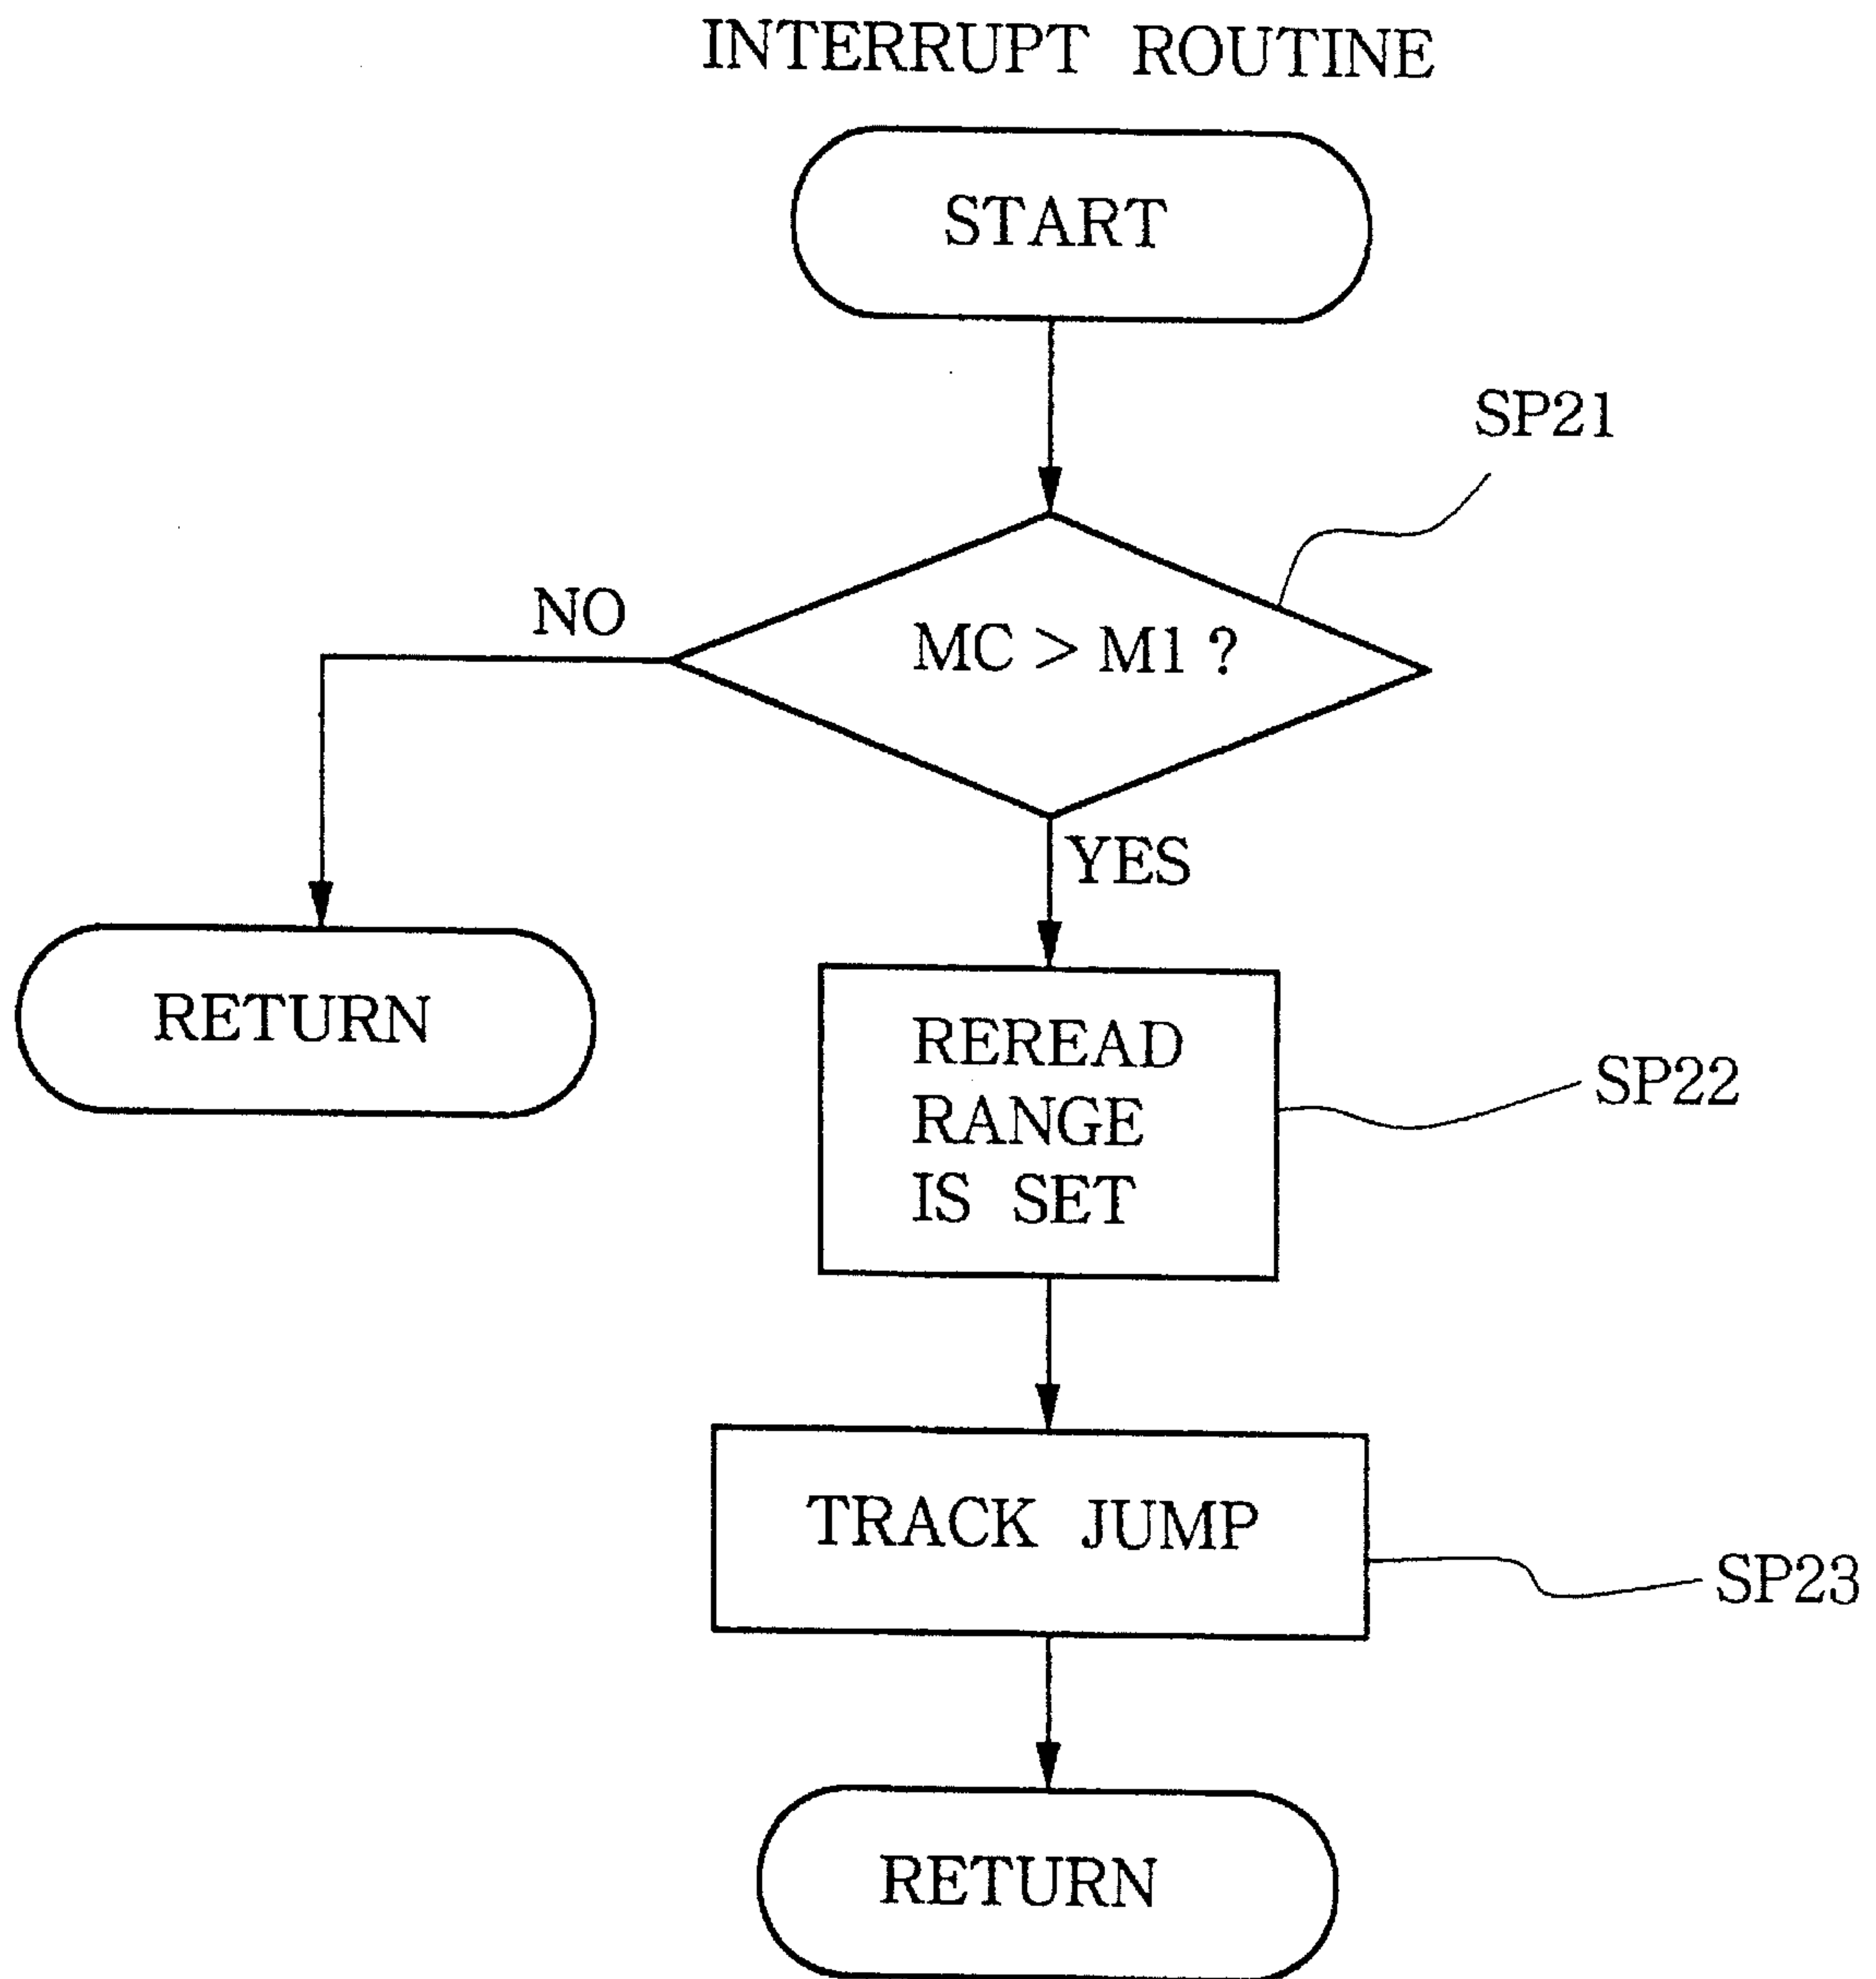 INTERRUPT ROUTINE
START
SP21
MC > M1 ?
NO
YES
RETURN
REREAD
RANGE
IS SET
SP22
TRACK JUMP
SP23
RETURN